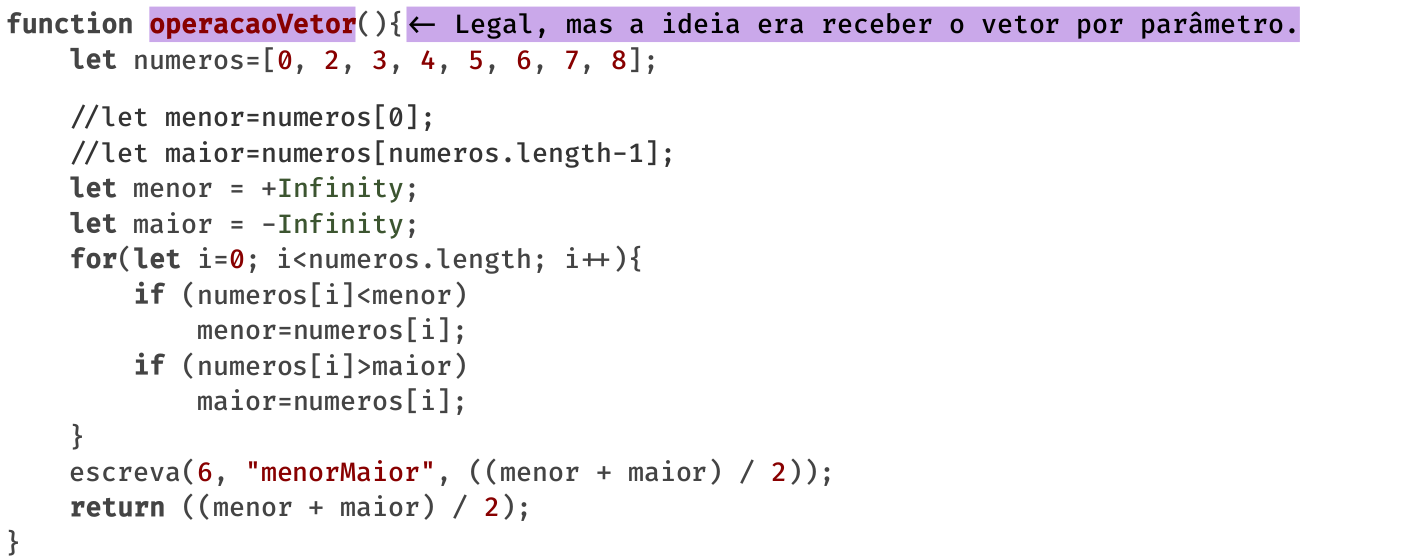 function operacaoVetor(){← Legal, mas a ideia era receber o vetor por parâmetro.
    let numeros=[0, 2, 3, 4, 5, 6, 7, 8];
    //let menor=numeros[0];
    //let maior=numeros[numeros.length-1];
    let menor = +Infinity;
    let maior = -Infinity;
    for(let i=0; i<numeros.length; i++){
        if (numeros[i]<menor)
            menor=numeros[i];
        if (numeros[i]>maior)
            maior=numeros[i];
    }
    escreva(6, "menorMaior", ((menor + maior) / 2));
    return ((menor + maior) / 2);
}